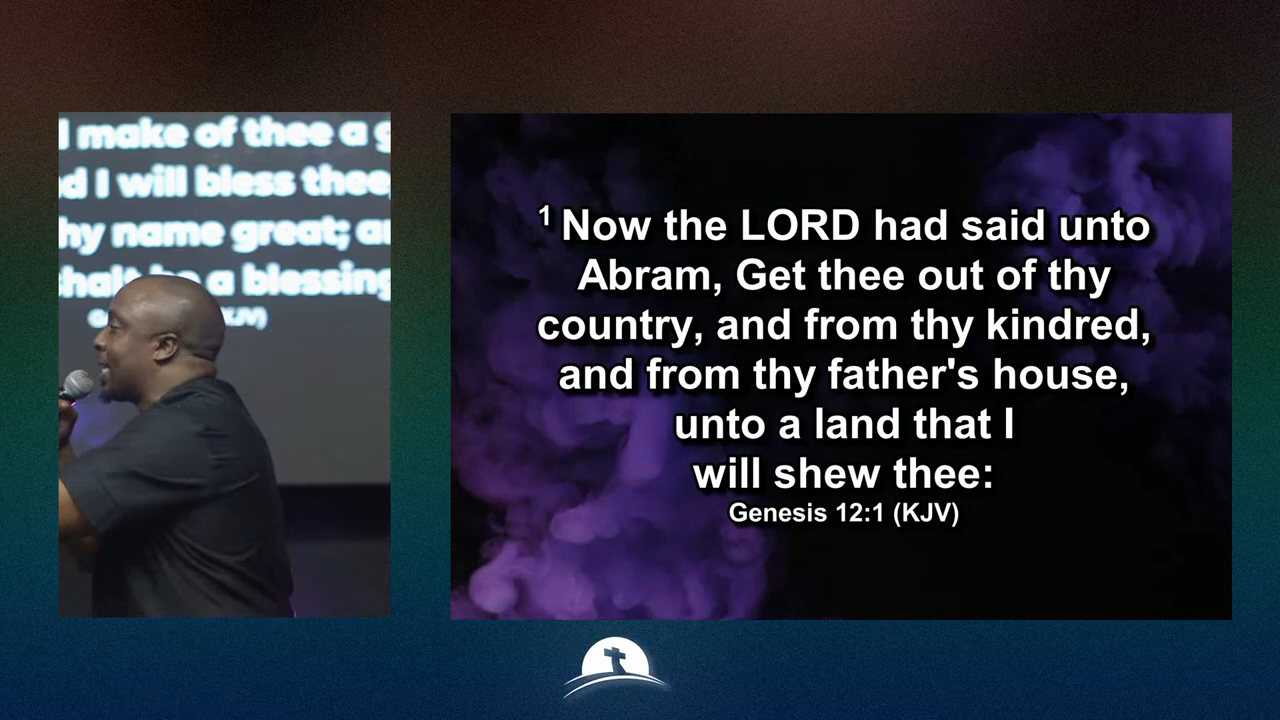 I make of thee a
d I will bless thee,
hy name great;
thalt be a blessing
KJV)
1 Now the LORD had said unto
Abram, Get thee out of thy
country, and from thy kindred,
and from thy father's house,
unto a land that I
will shew thee:
Genesis 12:1 (KJV)